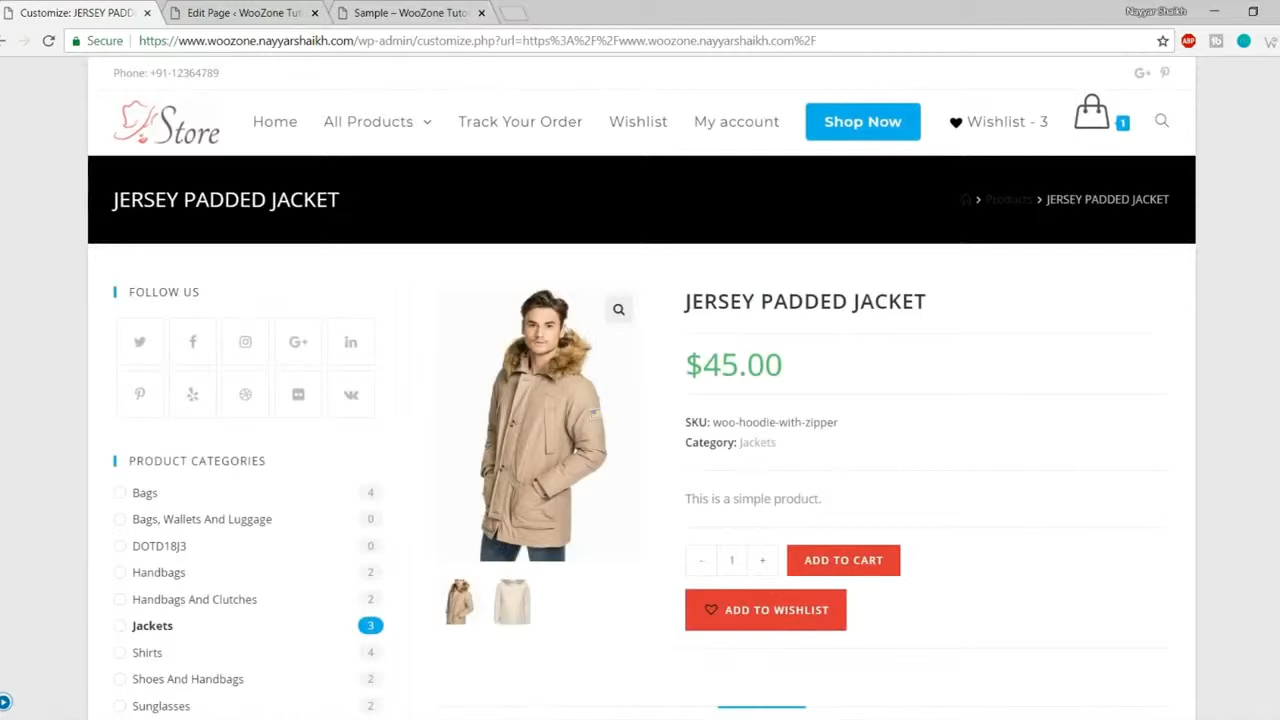 Customize: JERSEY PADD
Edit Page ‹ WooZone Tut
Sample – WooZone Tuto
Nayyar Shaikh
Secure
https://www.woozone.nayyarshaikh.com/wp-admin/customize.php?url=https%3A%2F%2Fwww.woozone.nayyarshaikh.com%2F
ABP
Phone: +91-12364789
G+
Store
Home
All Products
Track Your Order
Wishlist
My account
Shop Now
Wishlist - 3
1
JERSEY PADDED JACKET
Products
JERSEY PADDED JACKET
FOLLOW US
PRODUCT CATEGORIES
Bags 4
Bags, Wallets And Luggage 0
DOTD18J3 0
Handbags 2
Handbags And Clutches 2
Jackets 3
Shirts 4
Shoes And Handbags 2
Sunglasses 2
JERSEY PADDED JACKET
$45.00
SKU: woo-hoodie-with-zipper
Category: Jackets
This is a simple product.
- 1 +
ADD TO CART
ADD TO WISHLIST